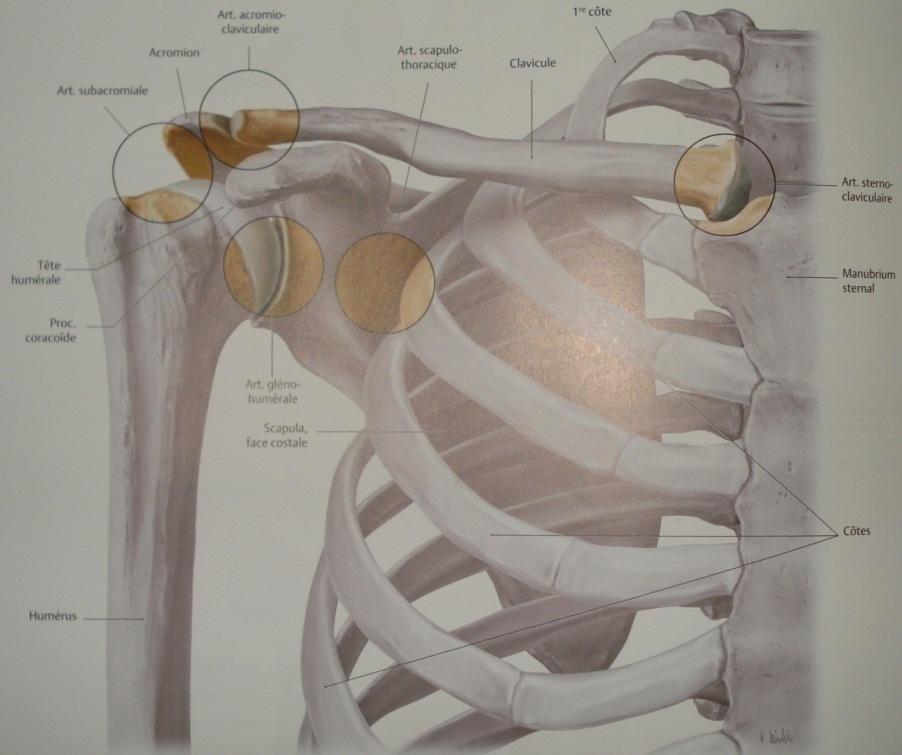 Art. acromio-
claviculaire
1re côte
Acromion
Art. scapulo-
thoracique
Clavicule
Art. subacromiale
Art. sterno-
claviculaire
Tête
humérale
Manubrium
sternal
Proc.
coracoïde
Art. gléno-
humérale
Scapula,
face costale
Côtes
Humérus